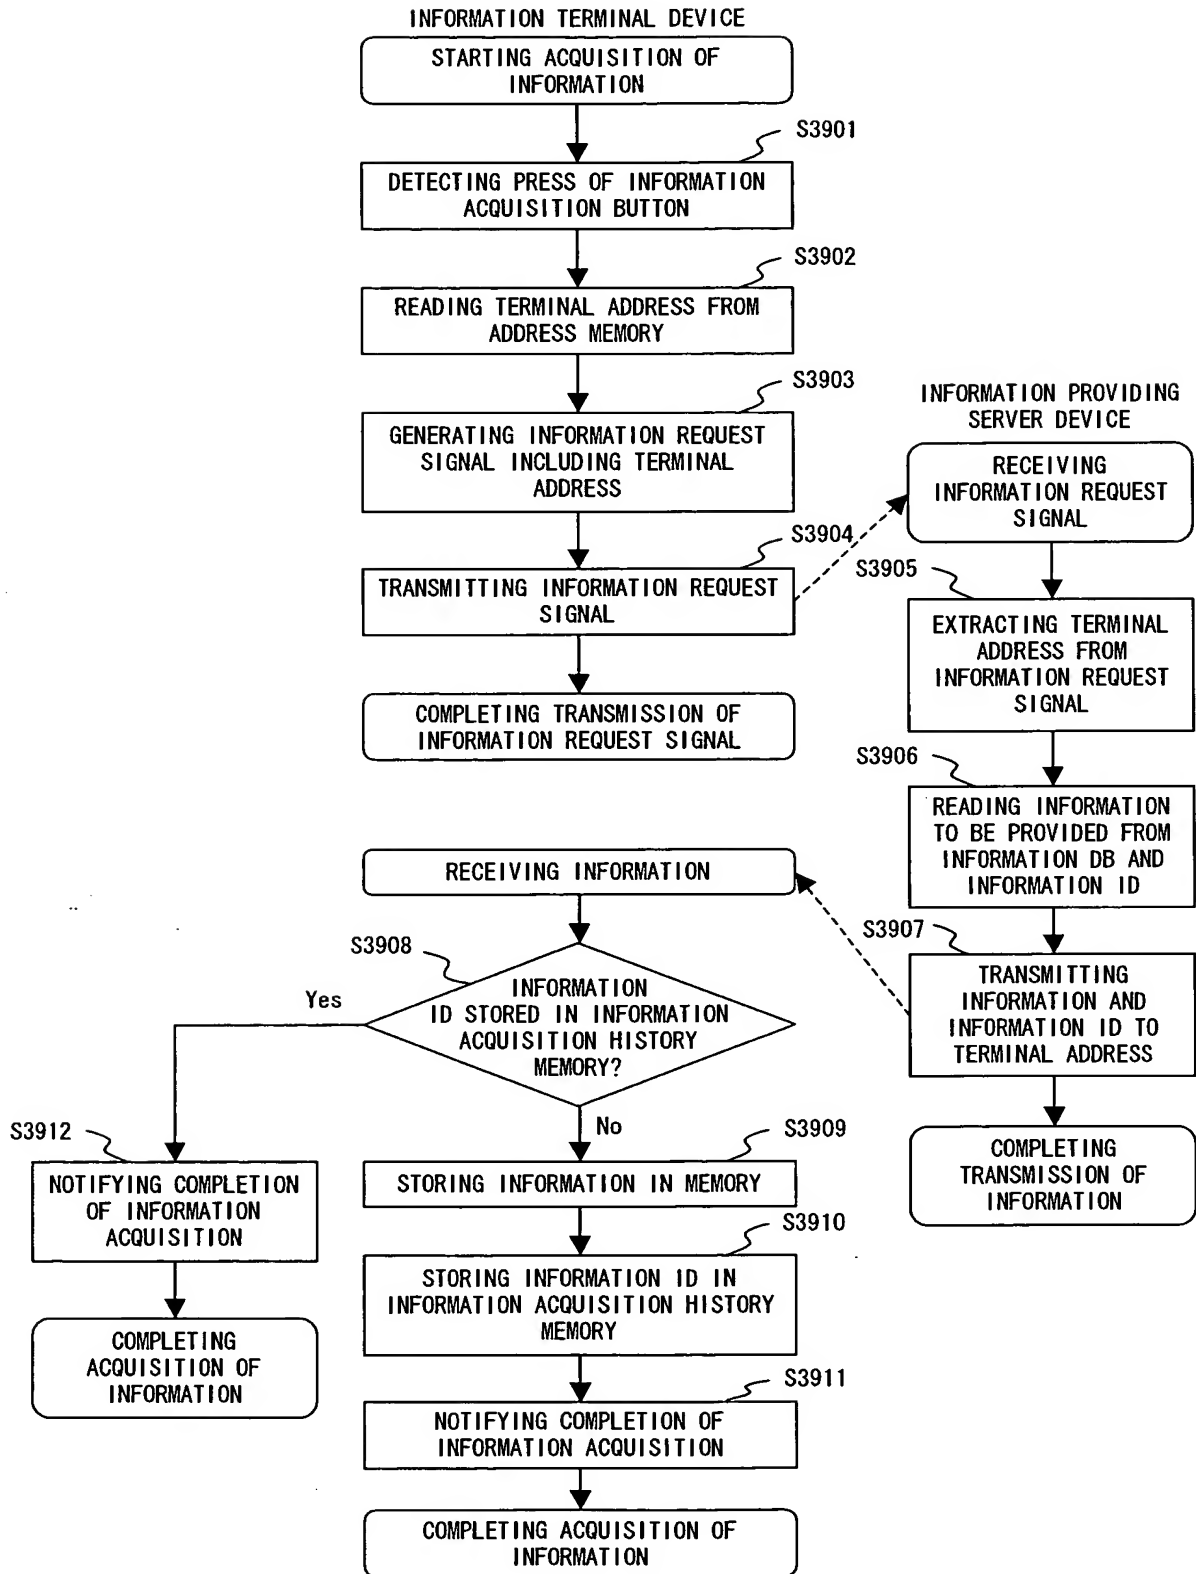 INFORMATION TERMINAL DEVICE
STARTING ACQUISITION OF
INFORMATION
S3901
DETECTING PRESS OF INFORMATION
ACQUISITION BUTTON
S3902
READING TERMINAL ADDRESS FROM
ADDRESS MEMORY
S3903
GENERATING INFORMATION REQUEST
SIGNAL INCLUDING TERMINAL
ADDRESS
S3904
TRANSMITTING INFORMATION REQUEST
SIGNAL
COMPLETING TRANSMISSION OF
INFORMATION REQUEST SIGNAL
INFORMATION PROVIDING
SERVER DEVICE
RECEIVING
INFORMATION REQUEST
SIGNAL
S3905
EXTRACTING TERMINAL
ADDRESS FROM
INFORMATION REQUEST
SIGNAL
S3906
READING INFORMATION
TO BE PROVIDED FROM
INFORMATION DB AND
INFORMATION ID
S3907
TRANSMITTING
INFORMATION AND
INFORMATION ID TO
TERMINAL ADDRESS
COMPLETING
TRANSMISSION OF
INFORMATION
RECEIVING INFORMATION
S3908
INFORMATION
ID STORED IN INFORMATION
ACQUISITION HISTORY
MEMORY?
Yes
No
S3912
NOTIFYING COMPLETION
OF INFORMATION
ACQUISITION
COMPLETING
ACQUISITION OF
INFORMATION
S3909
STORING INFORMATION IN MEMORY
S3910
STORING INFORMATION ID IN
INFORMATION ACQUISITION HISTORY
MEMORY
S3911
NOTIFYING COMPLETION OF
INFORMATION ACQUISITION
COMPLETING ACQUISITION OF
INFORMATION